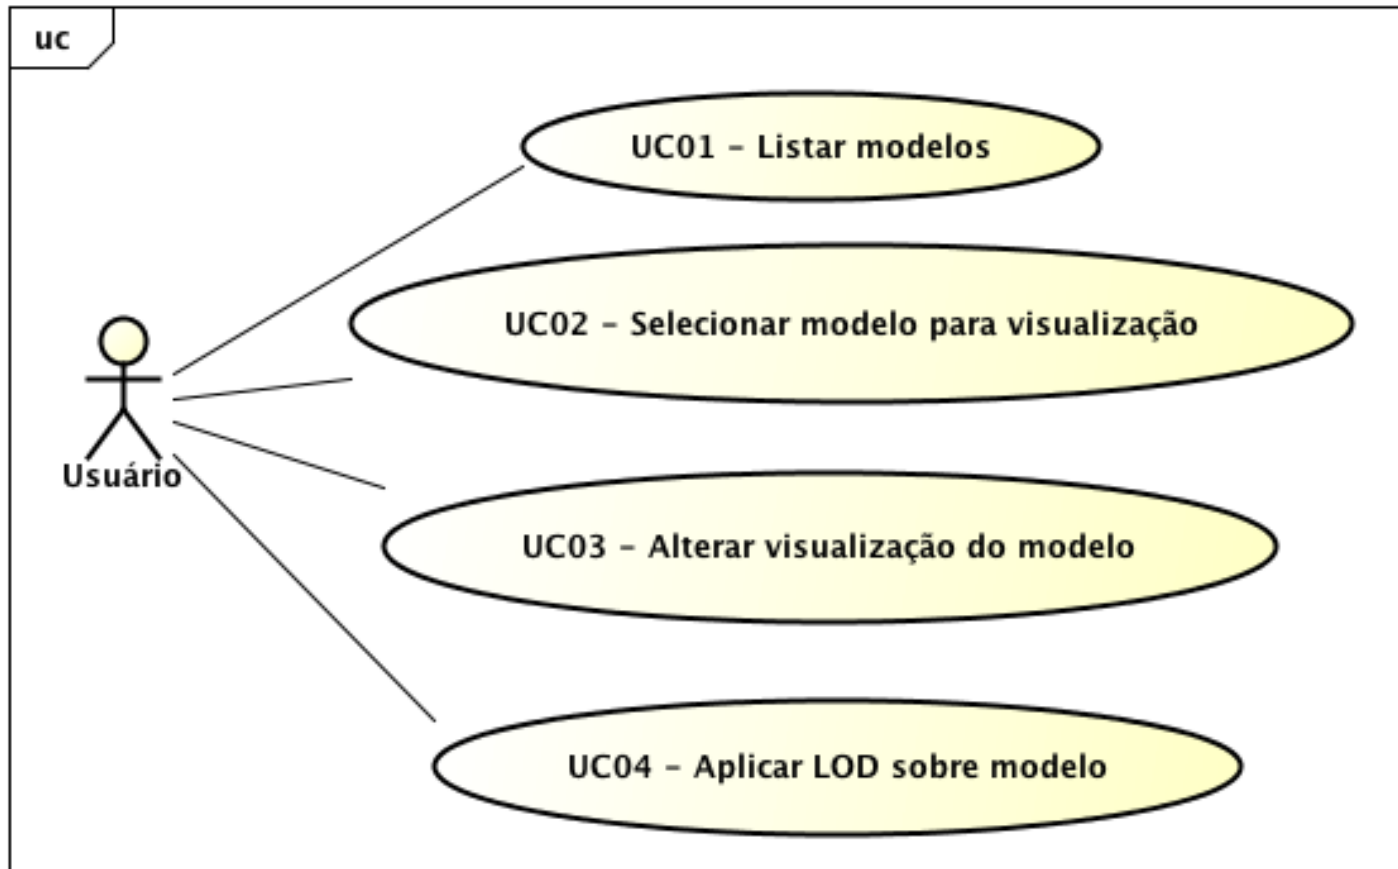 uc
UC01 - Listar modelos
UC02 - Selecionar modelo para visualização
Usuário
UC03 - Alterar visualização do modelo
UC04 - Aplicar LOD sobre modelo